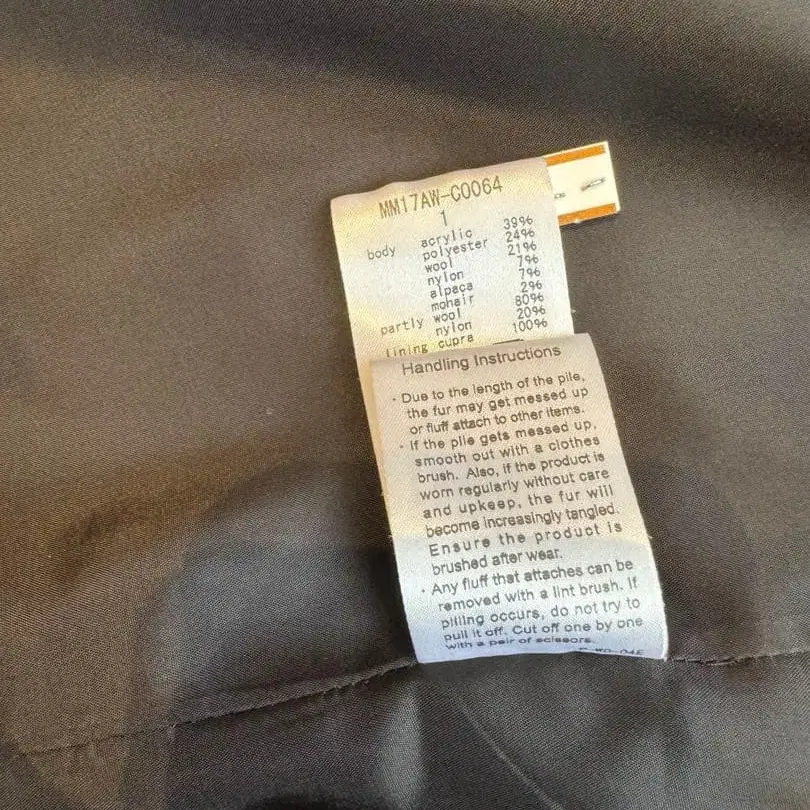 MM17AW-C0064
1
body acrylic 39%
polyester 24%
wool 21%
nylon 7%
alpaca 7%
mohair 2%
partly wool 80%
nylon 20%
lining cupra 100%
Handling Instructions
・Due to the length of the pile,
the fur may get messed up
or fluff attach to other items.
・If the pile gets messed up,
smooth out with a clothes
brush. Also, if the product is
worn regularly without care
and upkeep, the fur will
become increasingly tangled.
Ensure the product is
brushed after wear.
・Any fluff that attaches can be
removed with a lint brush. If
pilling occurs, do not try to
pull it off. Cut off one by one
with a pair of scissors.